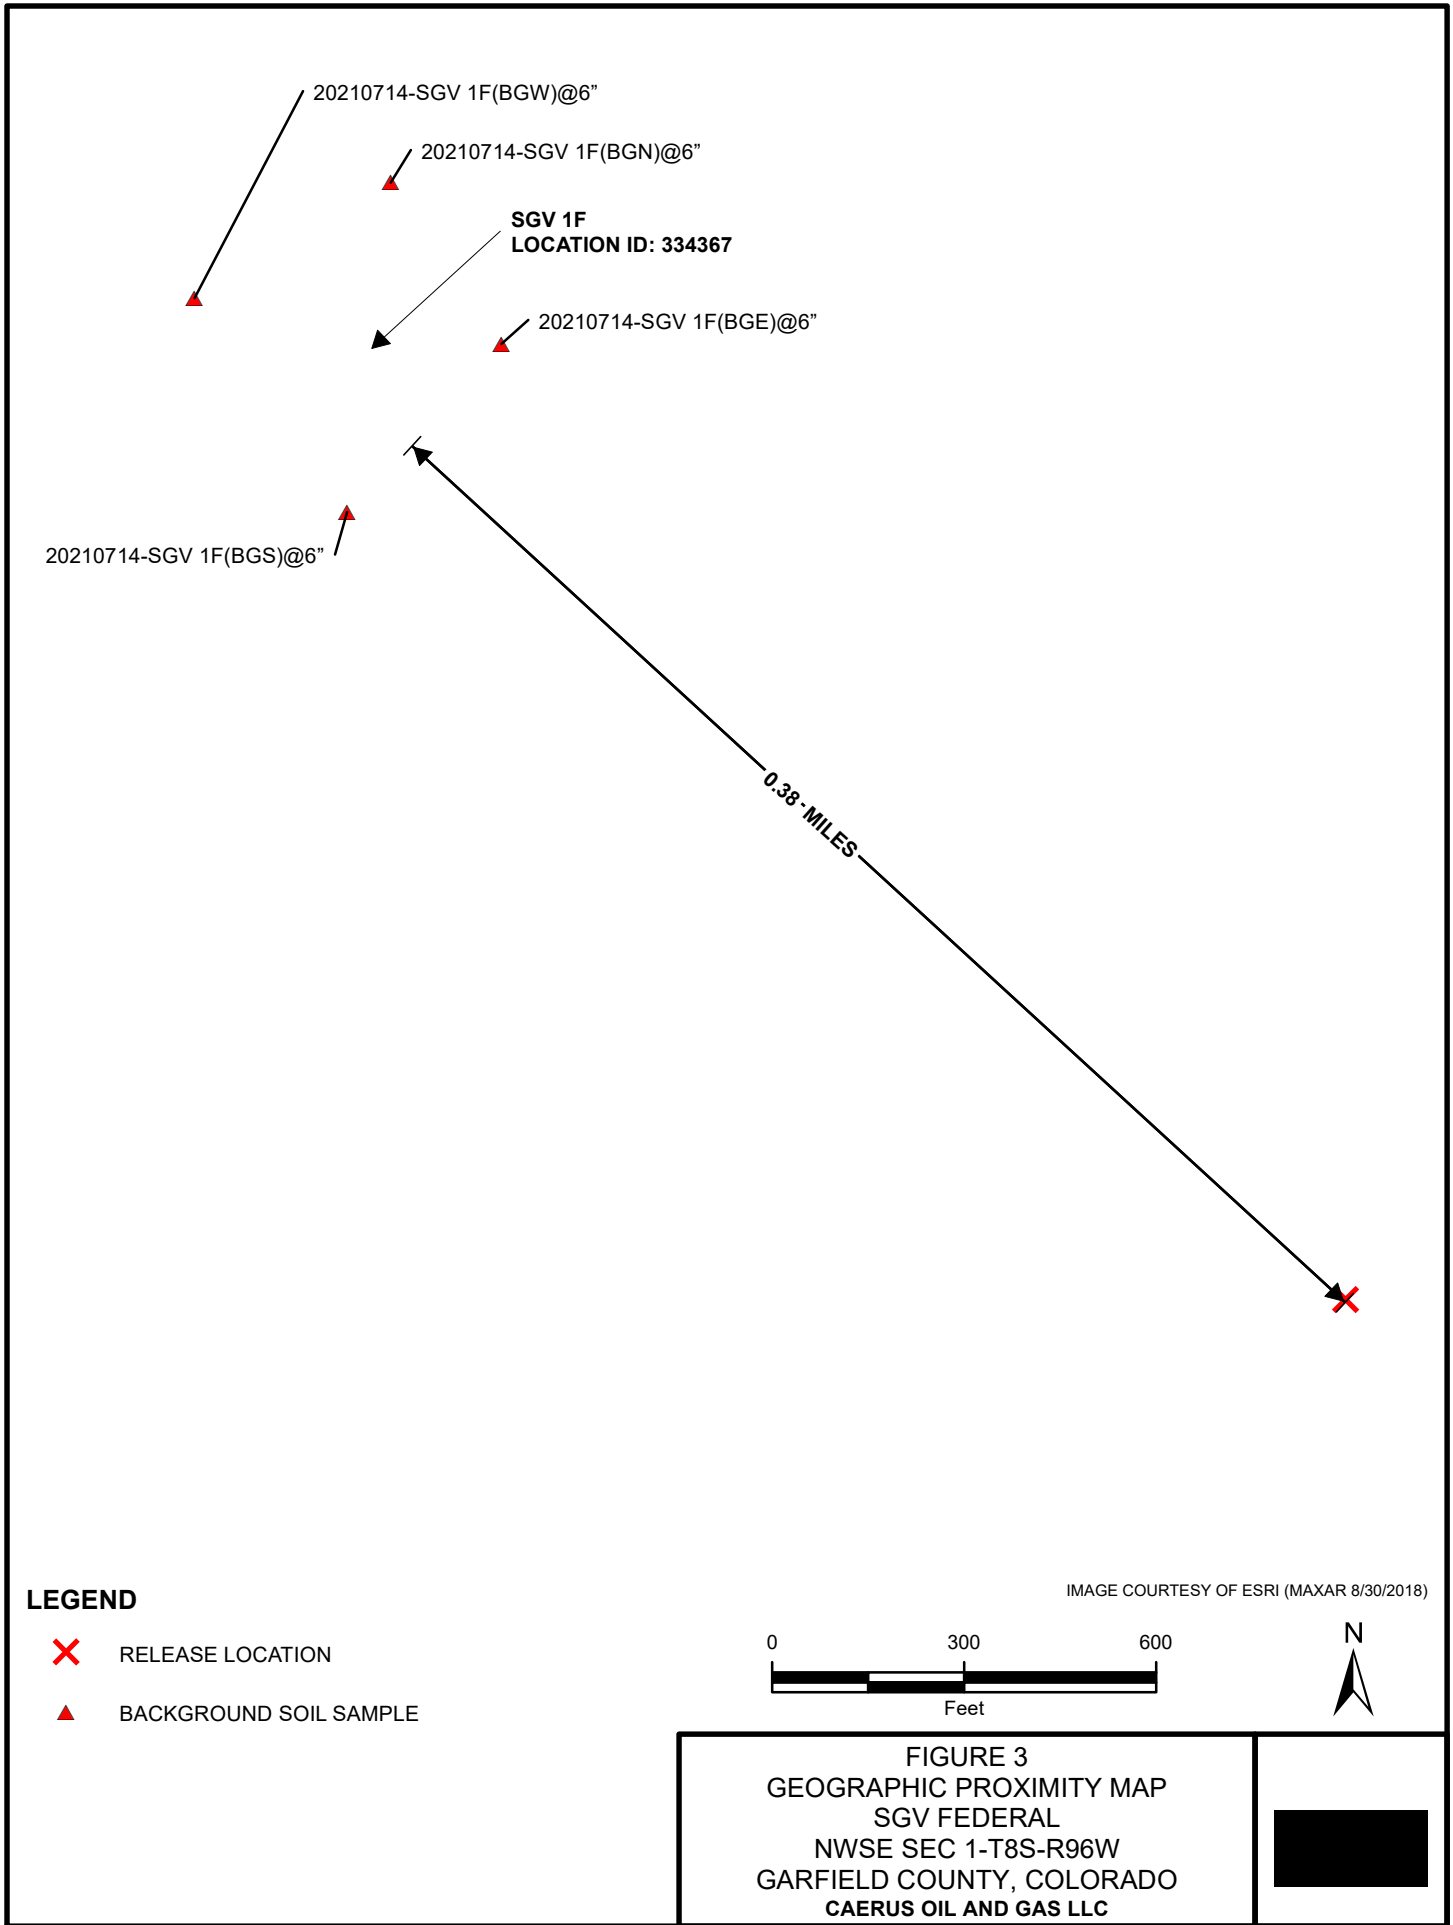 20210714-SGV 1F(BGW)@6”
20210714-SGV 1F(BGN)@6”
SGV 1F
LOCATION ID: 334367
20210714-SGV 1F(BGE)@6”
20210714-SGV 1F(BGS)@6”
0.38 - MILES
LEGEND
RELEASE LOCATION
BACKGROUND SOIL SAMPLE
IMAGE COURTESY OF ESRI (MAXAR 8/30/2018)
0 300 600
Feet
N
FIGURE 3
GEOGRAPHIC PROXIMITY MAP
SGV FEDERAL
NWSE SEC 1-T8S-R96W
GARFIELD COUNTY, COLORADO
CAERUS OIL AND GAS LLC